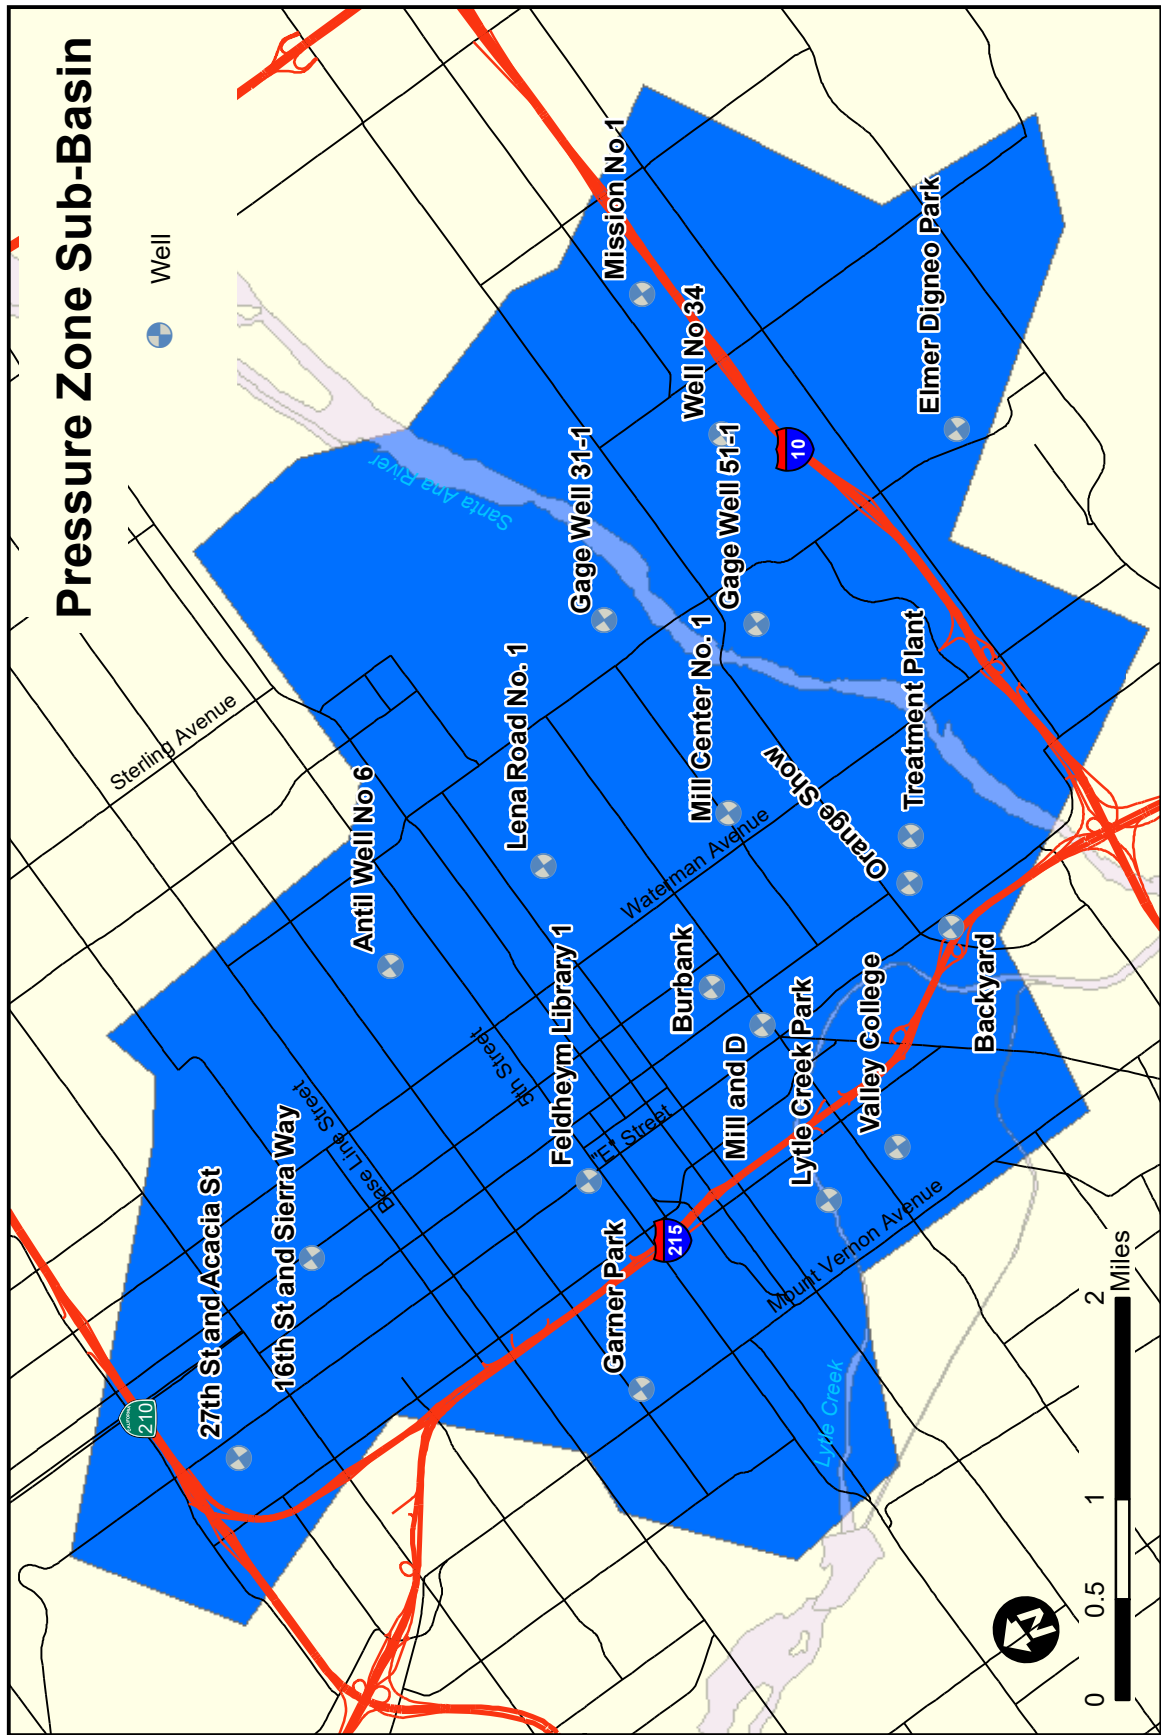 Pressure Zone Sub-Basin
Well
Sterling Avenue
Antil Well No 6
27th St and Acacia St
16th St and Sierra Way
210
Base Line Street
5th Street
Santa Ana River
Lena Road No. 1
Gage Well 31-1
Mission No 1
Feldheym Library 1
"E" Street
Waterman Avenue
Garner Park
215
Burbank
Mill Center No. 1
Well No 34
Gage Well 51-1
10
Mill and D
Lytle Creek Park
Orange Show
Valley College
Treatment Plant
Elmer Digneo Park
Mount Vernon Avenue
Backyard
Lytle Creek
N
0 0.5 1 2
Miles